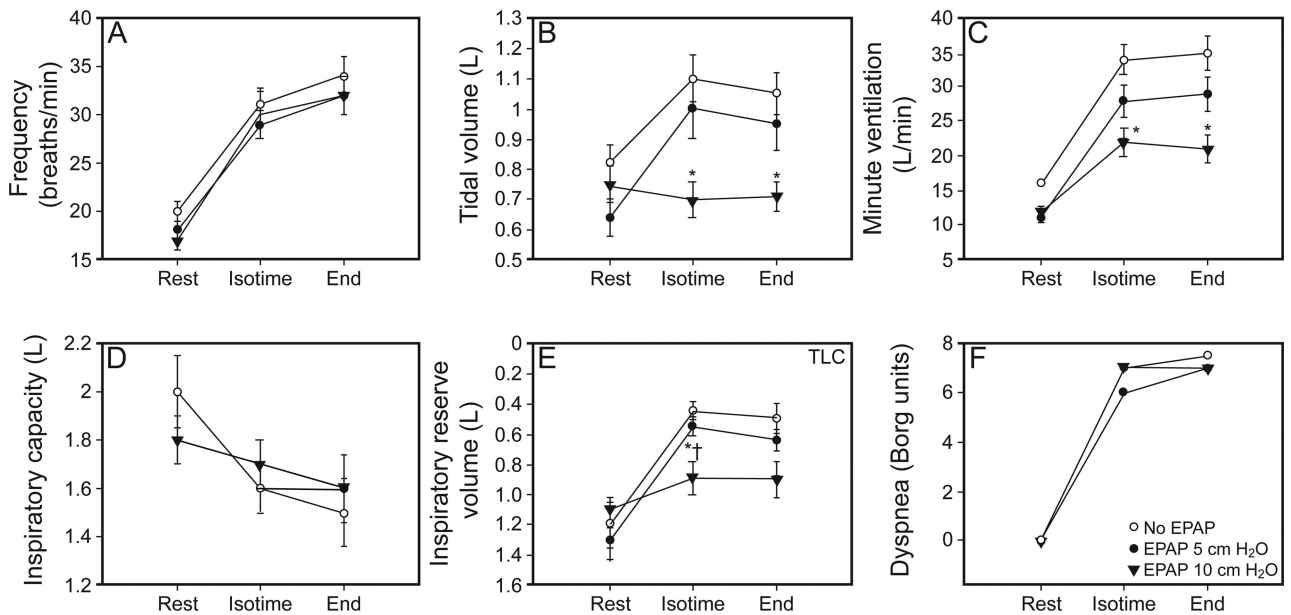 A
Frequency
(breaths/min)
40
30
20
15
Rest Isotime End
B
Tidal volume (L)
1.3
1.2
1.1
1
0.9
0.8
0.7
0.6
0.5
* *
Rest Isotime End
C
Minute ventilation
(L/min)
40
35
30
25
20
15
10
5
* *
Rest Isotime End
D
Inspiratory capacity (L)
2.2
2
1.8
1.6
1.4
1.2
Rest Isotime End
E
TLC
Inspiratory reserve
volume (L)
0
0.2
0.4
0.6
0.8
1.0
1.2
1.4
1.6
*†
Rest Isotime End
F
Dyspnea (Borg units)
8
6
4
2
0
No EPAP
EPAP 5 cm H₂O
EPAP 10 cm H₂O
Rest Isotime End